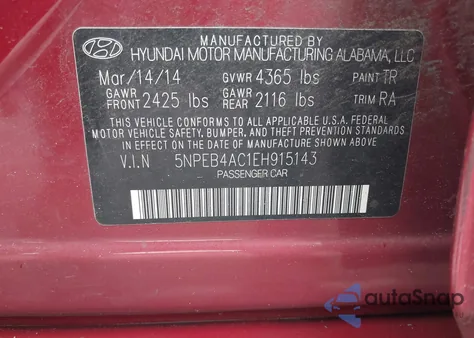 MANUFACTURED BY
HYUNDAI MOTOR MANUFACTURING ALABAMA, LLC
Mar/14/14 GVWR 4365 lbs PAINT TR
GAWR FRONT 2425 lbs GAWR REAR 2116 lbs TRIM RA
THIS VEHICLE CONFORMS TO ALL APPLICABLE U.S.A. FEDERAL
MOTOR VEHICLE SAFETY, BUMPER, AND THEFT PREVENTION STANDARDS
IN EFFECT ON THE DATE OF MANUFACTURE SHOWN ABOVE.
V.I.N 5NPEB4AC1EH915143
PASSENGER CAR
autoSnap